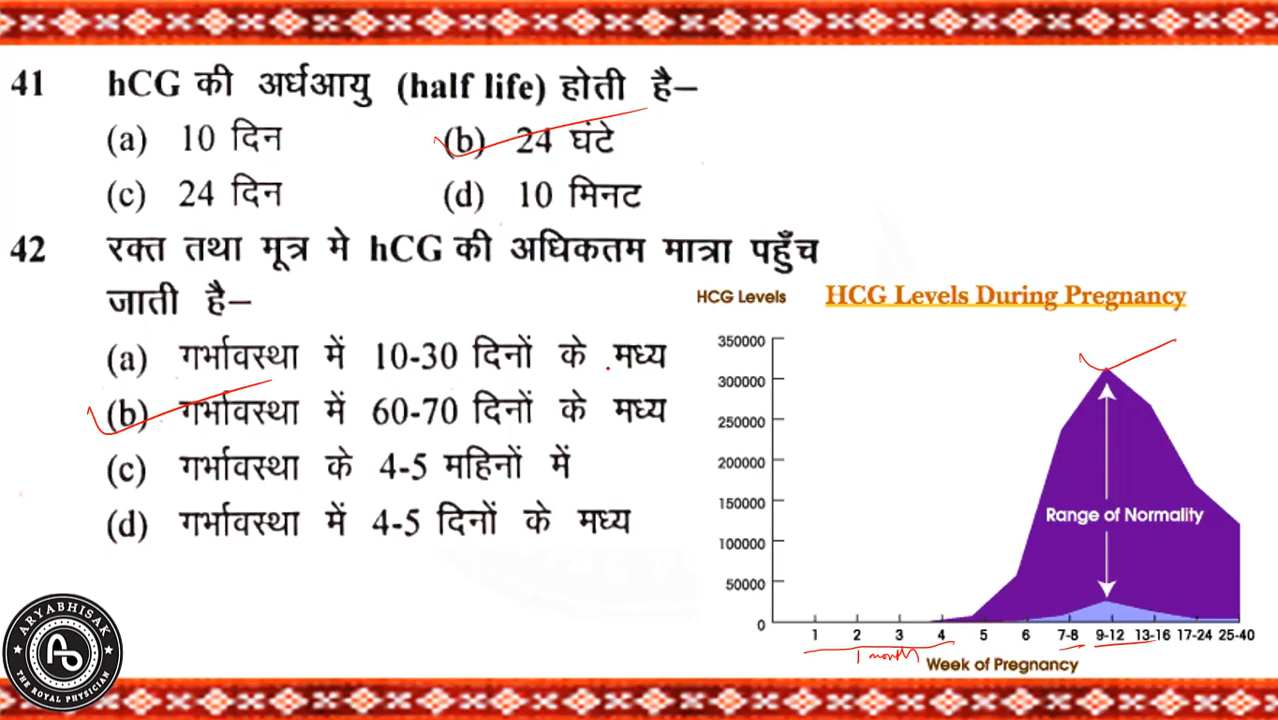 41 hCG की अर्धआयु (half life) होती है–
(a) 10 दिन (b) 24 घंटे
(c) 24 दिन (d) 10 मिनट
42 रक्त तथा मूत्र मे hCG की अधिकतम मात्रा पहुँच
जाती है–
(a) गर्भावस्था में 10-30 दिनों के मध्य
(b) गर्भावस्था में 60-70 दिनों के मध्य
(c) गर्भावस्था के 4-5 महिनों में
(d) गर्भावस्था में 4-5 दिनों के मध्य
HCG Levels HCG Levels During Pregnancy
350000
300000
250000
200000
150000
100000
50000
0
Range of Normality
1 2 3 4 5 6 7-8 9-12 13-16 17-24 25-40
1 month
Week of Pregnancy
ARYABHISAK
THE ROYAL PHYSICIAN